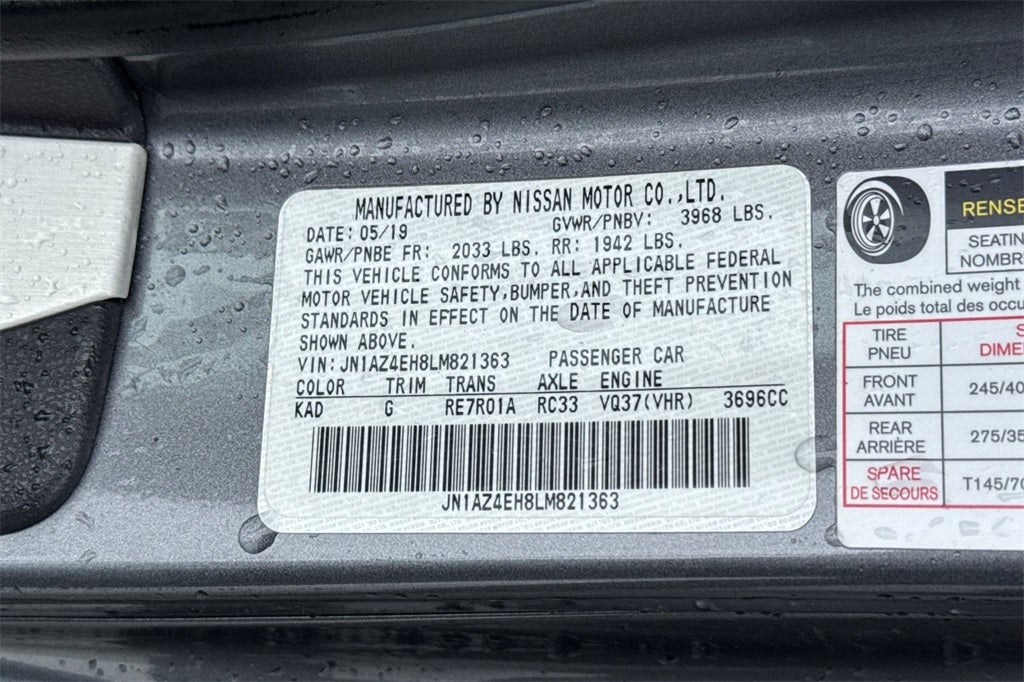 MANUFACTURED BY NISSAN MOTOR CO.,LTD.
DATE: 05/19 GVWR/PNBV: 3968 LBS.
GAWR/PNBE FR: 2033 LBS. RR: 1942 LBS.
THIS VEHICLE CONFORMS TO ALL APPLICABLE FEDERAL
MOTOR VEHICLE SAFETY,BUMPER,AND THEFT PREVENTION
STANDARDS IN EFFECT ON THE DATE OF MANUFACTURE
SHOWN ABOVE.
VIN:JN1AZ4EH8LM821363 PASSENGER CAR
COLOR TRIM TRANS AXLE ENGINE
KAD G RE7R01A RC33 VQ37(VHR) 3696CC
JN1AZ4EH8LM821363
RENSE
SEATIN
NOMBR
The combined weight
Le poids total des occu
TIRE
PNEU
S
DIME
FRONT
AVANT
245/40
REAR
ARRIÈRE
275/35
SPARE
DE SECOURS
T145/70